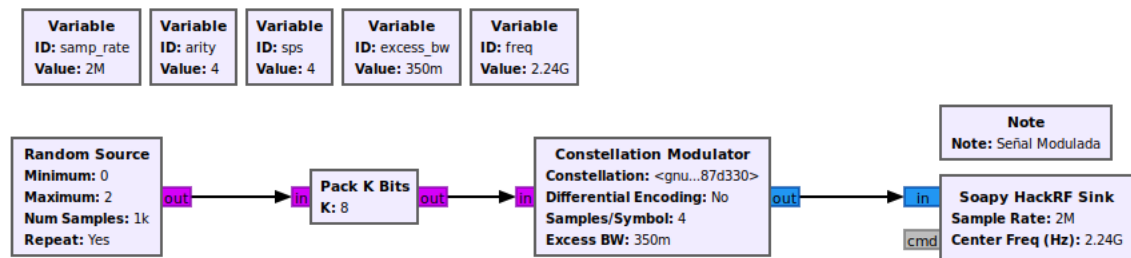 Variable
ID: samp_rate
Value: 2M
Variable
ID: arity
Value: 4
Variable
ID: sps
Value: 4
Variable
ID: excess_bw
Value: 350m
Variable
ID: freq
Value: 2.24G
Note
Note: Señal Modulada
Random Source
Minimum: 0
Maximum: 2
Num Samples: 1k
Repeat: Yes
out
in
Pack K Bits
K: 8
out
in
Constellation Modulator
Constellation: <gnu...87d330>
Differential Encoding: No
Samples/Symbol: 4
Excess BW: 350m
out
in
cmd
Soapy HackRF Sink
Sample Rate: 2M
Center Freq (Hz): 2.24G